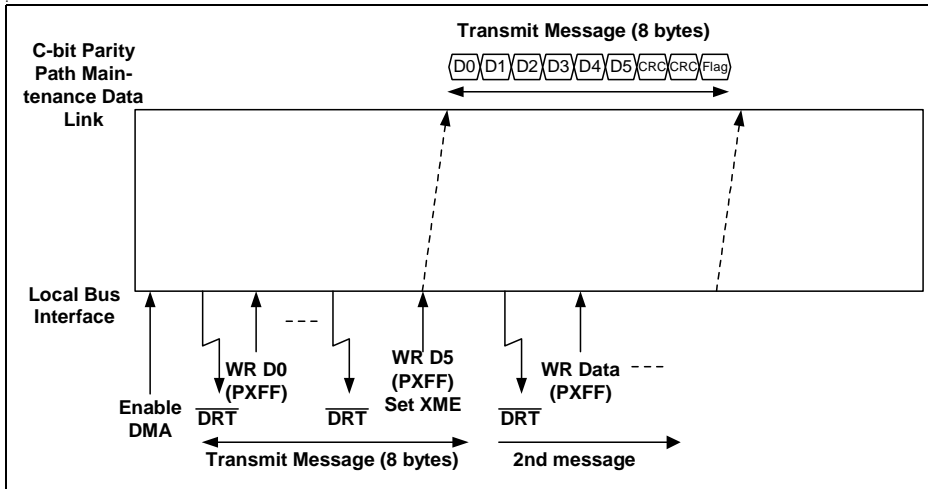 Transmit Message (8 bytes)
C-bit Parity
Path Main-
tenance Data
Link
D0 D1 D2 D3 D4 D5 CRC CRC Flag
Local Bus
Interface
Enable
DMA
DRT
WR D0
(PXFF)
----
DRT
WR D5
(PXFF)
Set XME
DRT
WR Data
(PXFF)
---
Transmit Message (8 bytes)
2nd message